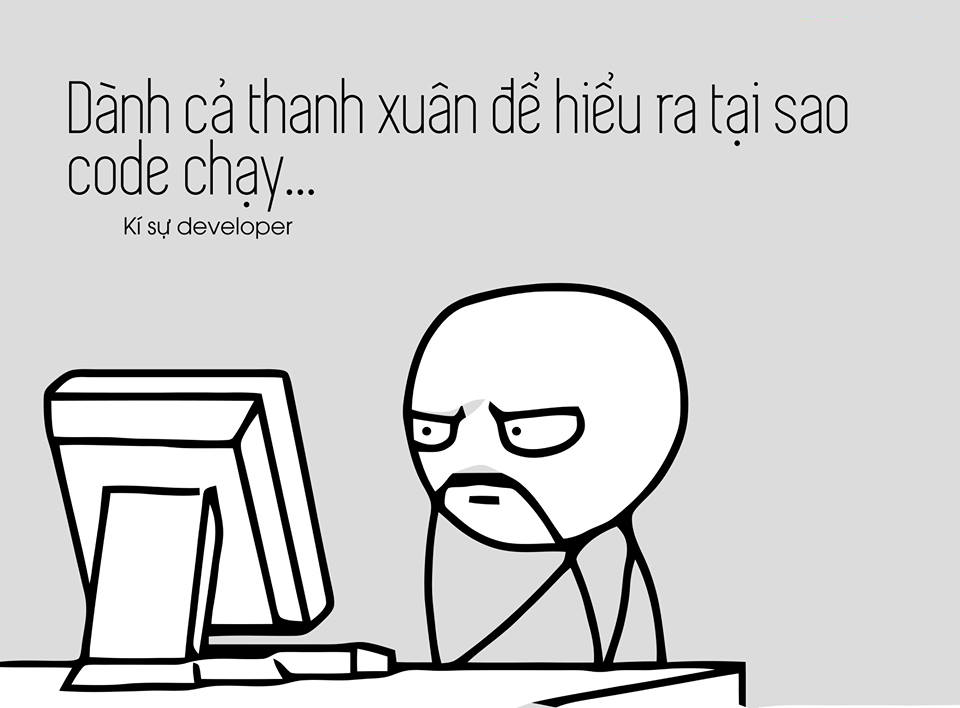 Dành cả thanh xuân để hiểu ra tại sao
code chạy...
Kí sự developer